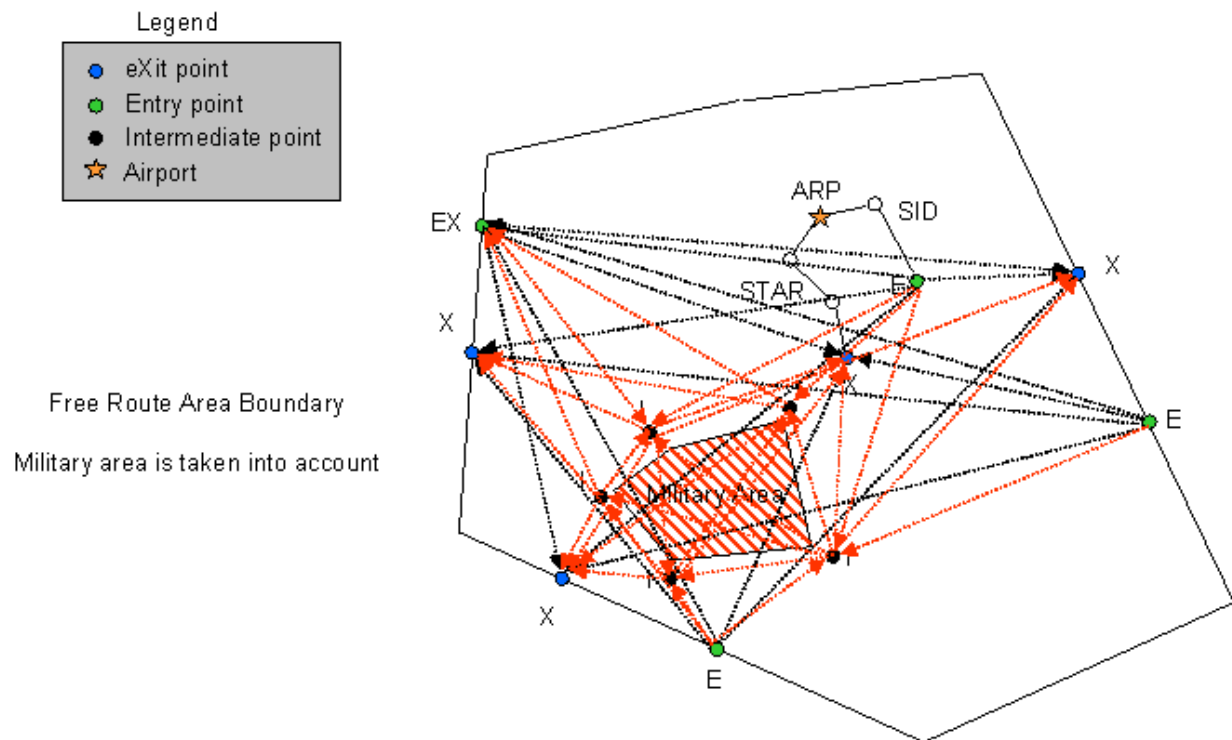 Legend
eXit point
Entry point
Intermediate point
Airport
ARP
SID
EX
E
X
STAR
X
X
Free Route Area Boundary
E
I
Military area is taken into account
I
Military Area
I
I
X
E